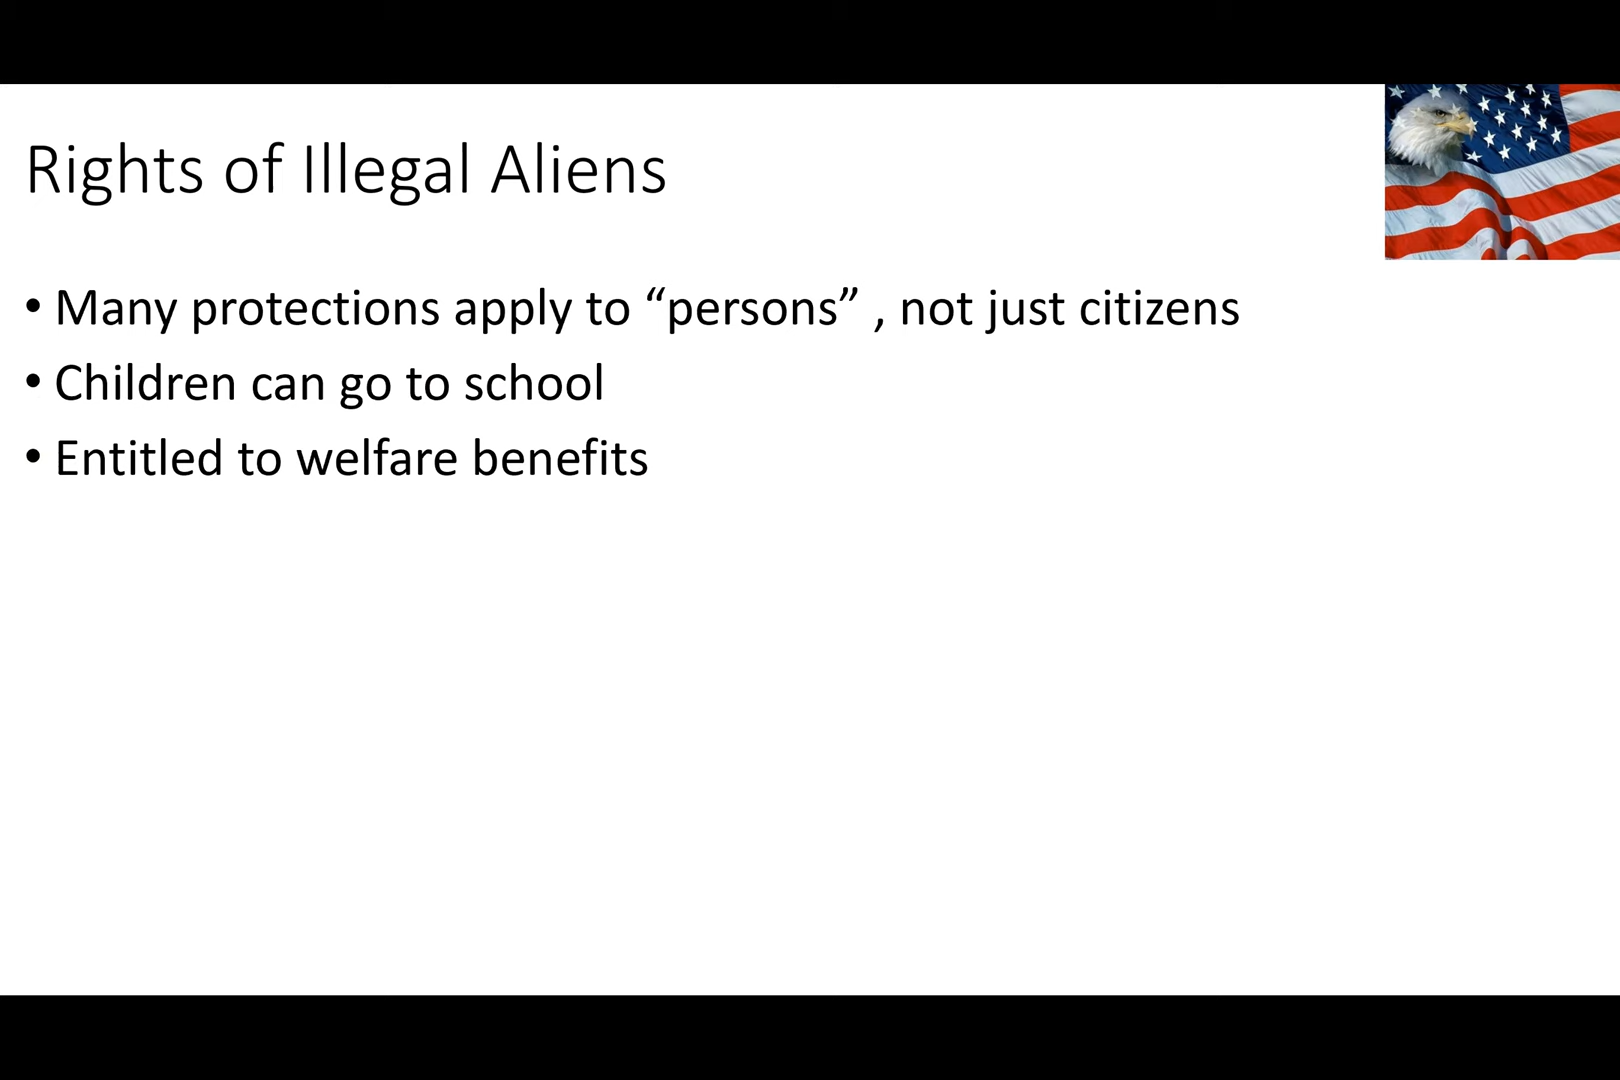 Rights of Illegal Aliens
• Many protections apply to “persons” , not just citizens
• Children can go to school
• Entitled to welfare benefits